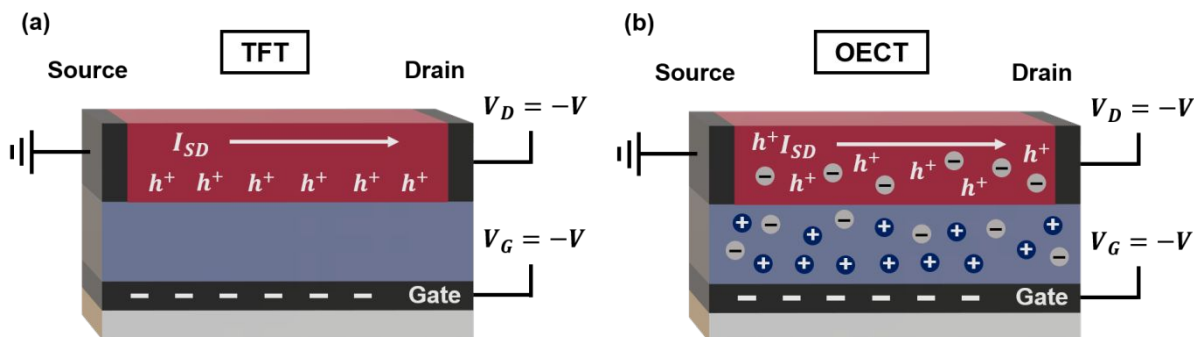 (a)
TFT
Source
Drain
V_D = −V
I_SD
h⁺ h⁺ h⁺ h⁺ h⁺ h⁺
V_G = −V
− − − − − −
Gate
(b)
OECT
Source
Drain
V_D = −V
h⁺ I_SD h⁺ h⁺ h⁺ h⁺ h⁺
− − − − − −
+ − + − + − + − + − + + + + + +
V_G = −V
− − − − − −
Gate